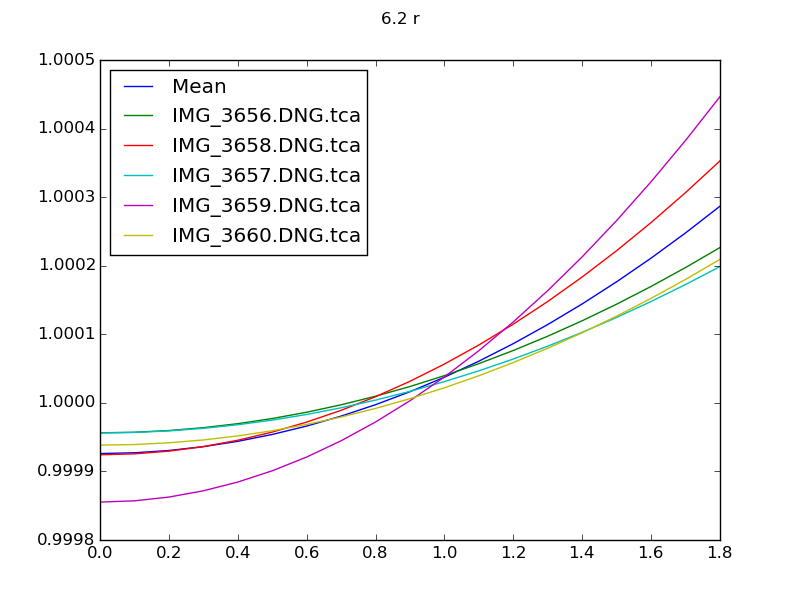 6.2 r
1.0005
1.0004
1.0003
1.0002
1.0001
1.0000
0.9999
0.9998
Mean
IMG_3656.DNG.tca
IMG_3658.DNG.tca
IMG_3657.DNG.tca
IMG_3659.DNG.tca
IMG_3660.DNG.tca
0.0 0.2 0.4 0.6 0.8 1.0 1.2 1.4 1.6 1.8